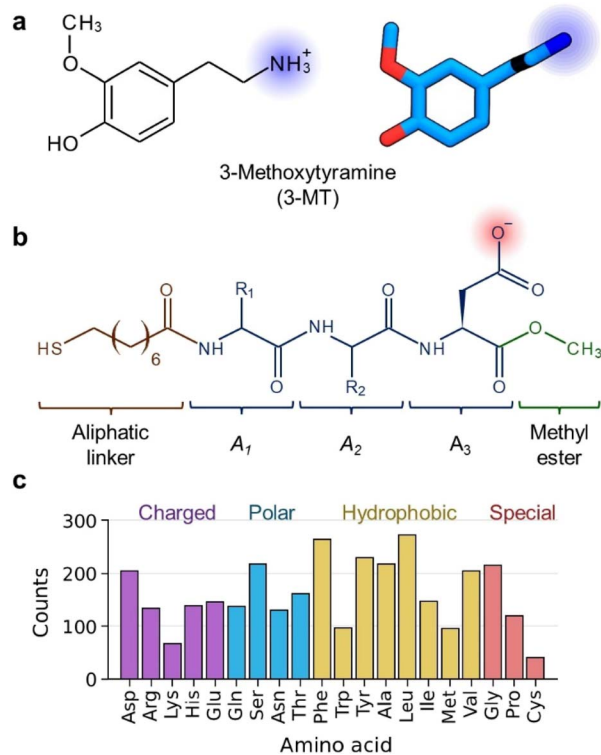 a
CH₃
O
HO
NH₃⁺
3-Methoxytyramine
(3-MT)
b
O⁻
O
HS
6
O
NH
R₁
O
NH
R₂
O
NH
O
O
CH₃
Aliphatic
linker
A₁
A₂
A₃
Methyl
ester
c
Charged
Polar
Hydrophobic
Special
300
200
100
0
Counts
Asp
Arg
Lys
His
Glu
Gln
Ser
Asn
Thr
Phe
Trp
Tyr
Ala
Leu
Ile
Met
Val
Gly
Pro
Cys
Amino acid